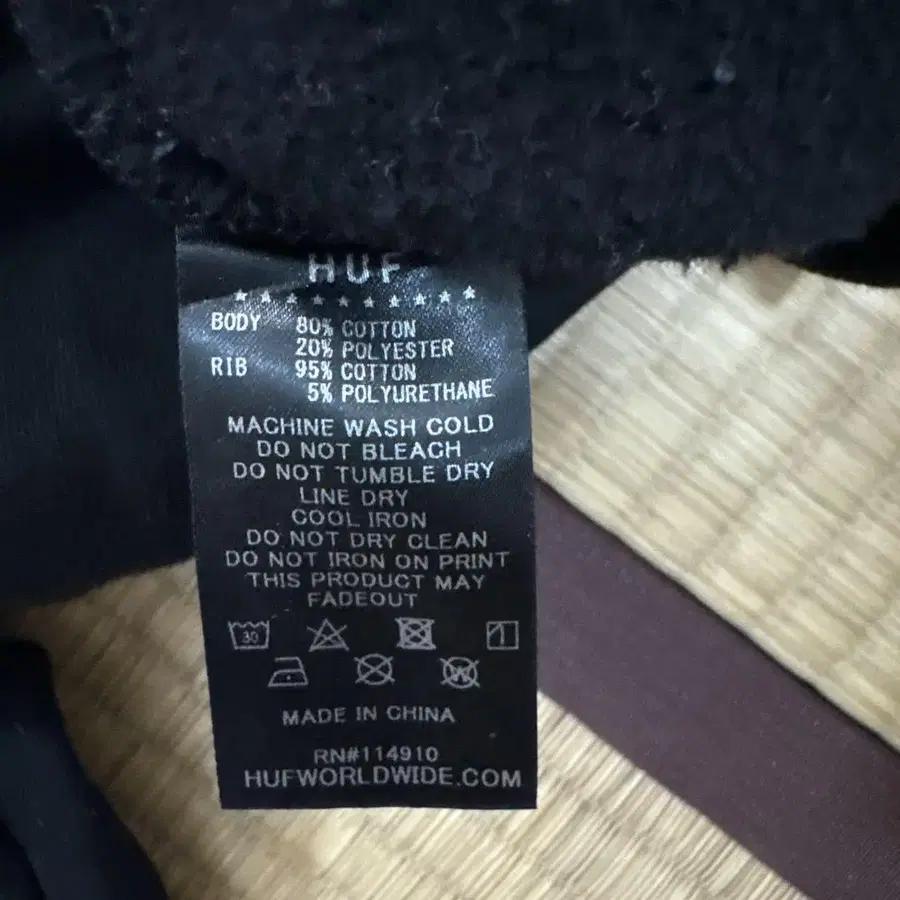 HUF
BODY 80% COTTON
20% POLYESTER
RIB 95% COTTON
5% POLYURETHANE
MACHINE WASH COLD
DO NOT BLEACH
DO NOT TUMBLE DRY
LINE DRY
COOL IRON
DO NOT DRY CLEAN
DO NOT IRON ON PRINT
THIS PRODUCT MAY
FADEOUT
30
W
MADE IN CHINA
RN#114910
HUFWORLDWIDE.COM